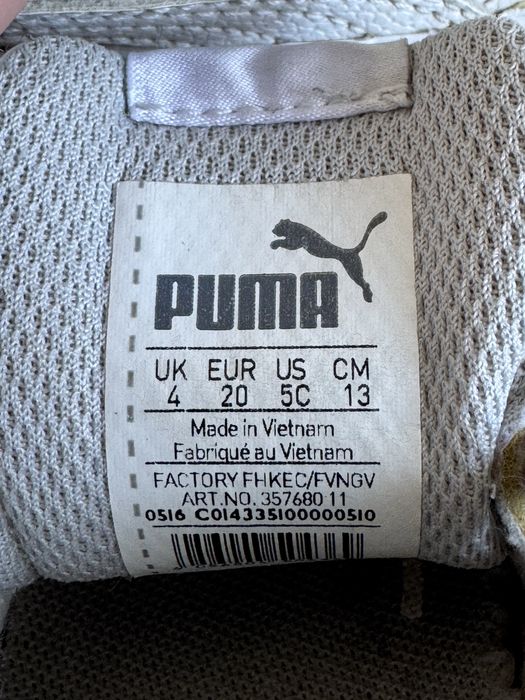 PUMA
UK EUR US CM
4 20 5C 13
Made in Vietnam
Fabriqué au Vietnam
FACTORY FHKEC/FVNGV
ART.NO. 357680 11
0516 C014335100000510